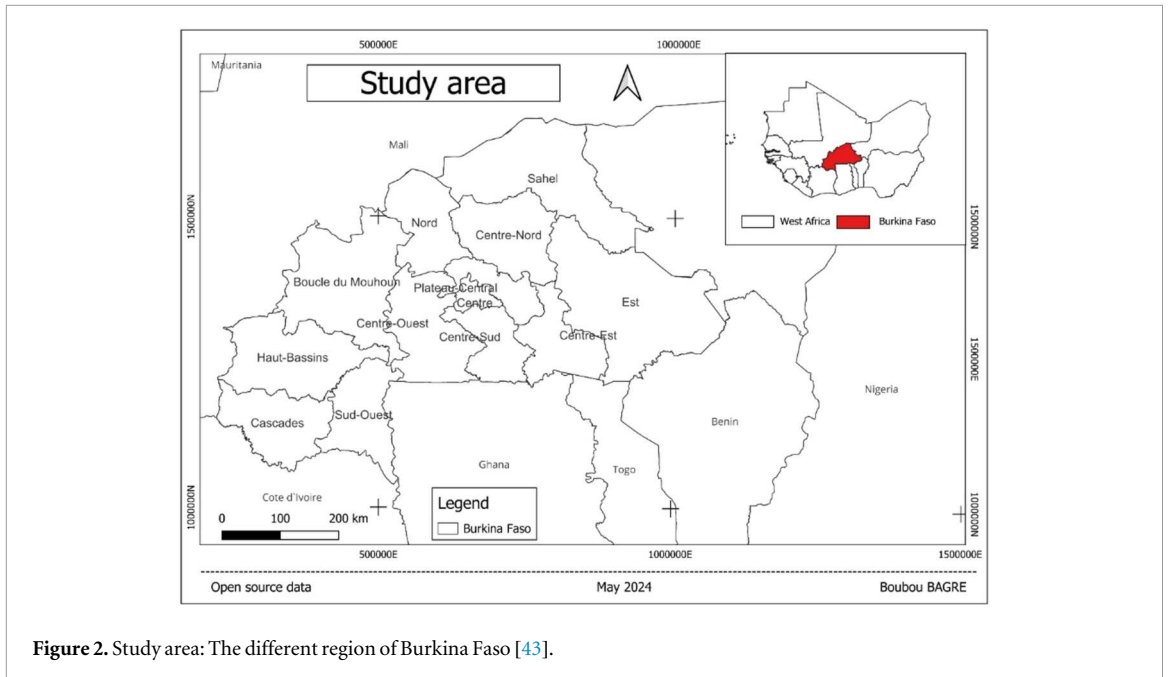 500000E 1000000E
Mauritania
Study area
Mali
Sahel
Nord
Centre-Nord
1500000N
1500000N
West Africa Burkina Faso
Boucle du Mouhoun
Plateau-Central
Centre
Est
Centre-Ouest
Centre-Sud
Centre-Est
Haut-Bassins
1500000E
Nigeria
Cascades
Sud-Ouest
Benin
Ghana
Togo
Cote d'Ivoire
Legend
Burkina Faso
0 100 200 km
1000000N
1000000N
500000E 1000000E 1500000E
Open source data May 2024 Boubou BAGRE
Figure 2. Study area: The different region of Burkina Faso [43].